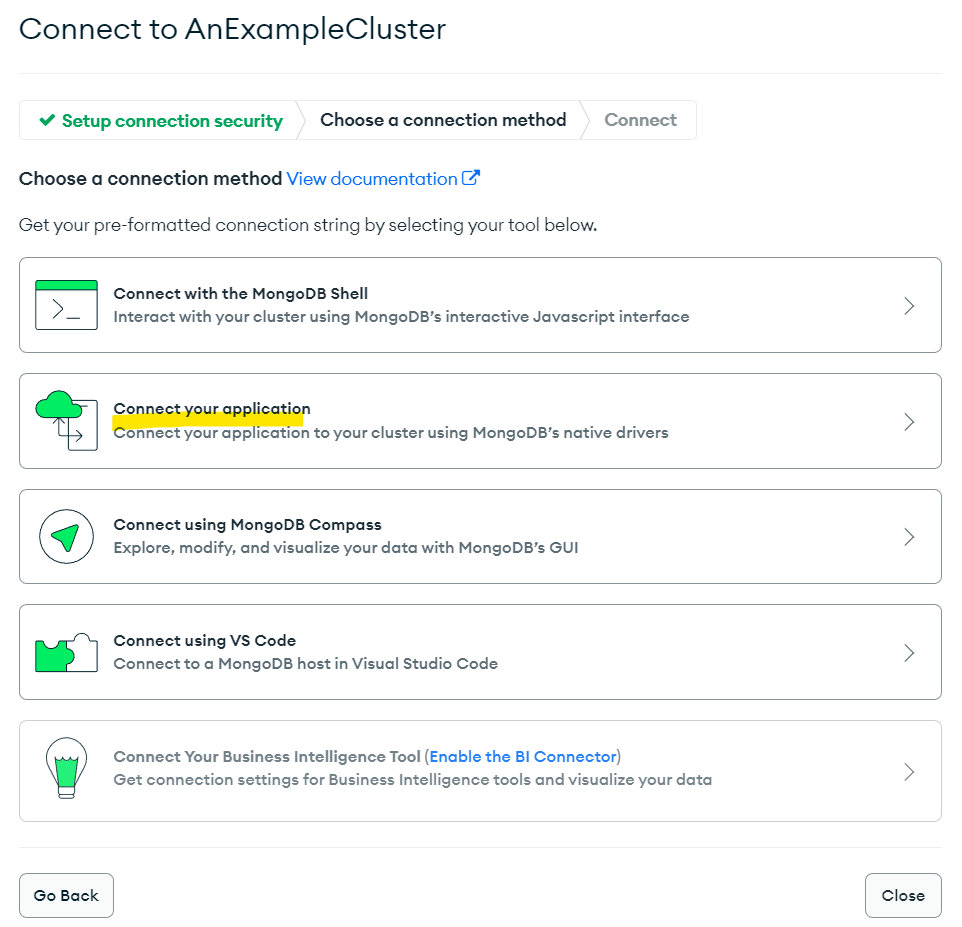 Connect to AnExampleCluster
Setup connection security
Choose a connection method
Connect
Choose a connection method View documentation
Get your pre-formatted connection string by selecting your tool below.
Connect with the MongoDB Shell
Interact with your cluster using MongoDB’s interactive Javascript interface
Connect your application
Connect your application to your cluster using MongoDB’s native drivers
Connect using MongoDB Compass
Explore, modify, and visualize your data with MongoDB’s GUI
Connect using VS Code
Connect to a MongoDB host in Visual Studio Code
Connect Your Business Intelligence Tool (Enable the BI Connector)
Get connection settings for Business Intelligence tools and visualize your data
Go Back
Close